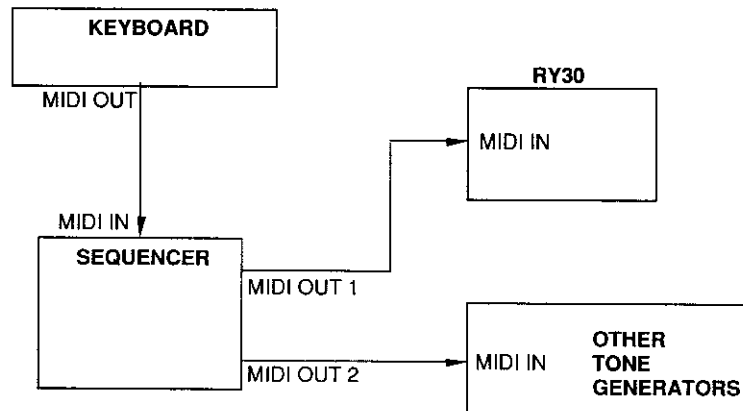 KEYBOARD
MIDI OUT
RY30
MIDI IN
MIDI IN
SEQUENCER
MIDI OUT 1
MIDI OUT 2
MIDI IN
OTHER
TONE
GENERATORS